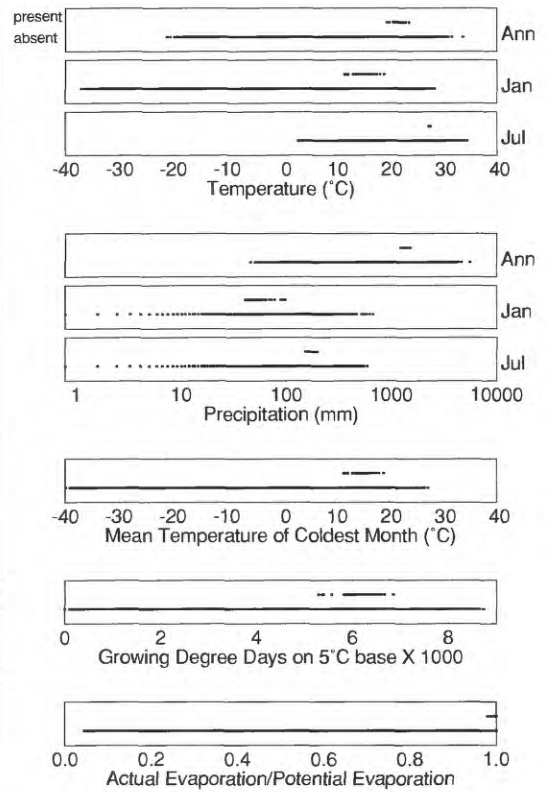 present
absent
Ann
Jan
Jul
-40 -30 -20 -10 0 10 20 30 40
Temperature (°C)
Ann
Jan
Jul
1 10 100 1000 10000
Precipitation (mm)
-40 -30 -20 -10 0 10 20 30 40
Mean Temperature of Coldest Month (°C)
0 2 4 6 8
Growing Degree Days on 5°C base X 1000
0.0 0.2 0.4 0.6 0.8 1.0
Actual Evaporation/Potential Evaporation